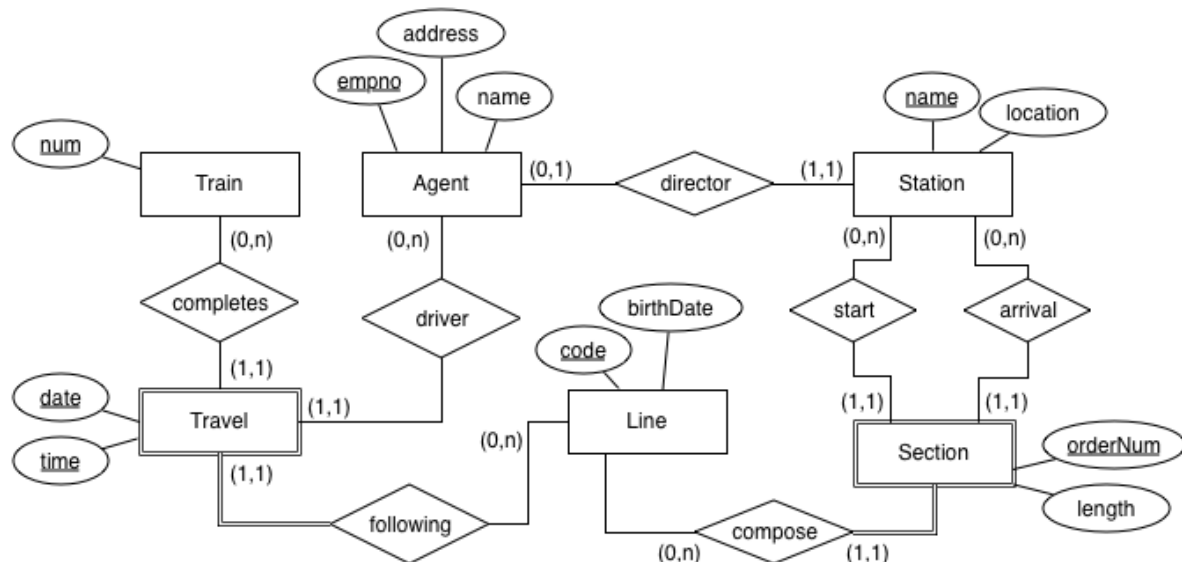 address
empno
name
name
location
num
Train
Agent
(0,1)
director
(1,1)
Station
(0,n)
(0,n)
(0,n)
(0,n)
completes
driver
birthDate
start
arrival
code
(1,1)
date
Travel
(1,1)
(0,n)
Line
(1,1)
(1,1)
time
(1,1)
Section
orderNum
length
following
compose
(0,n)
(1,1)